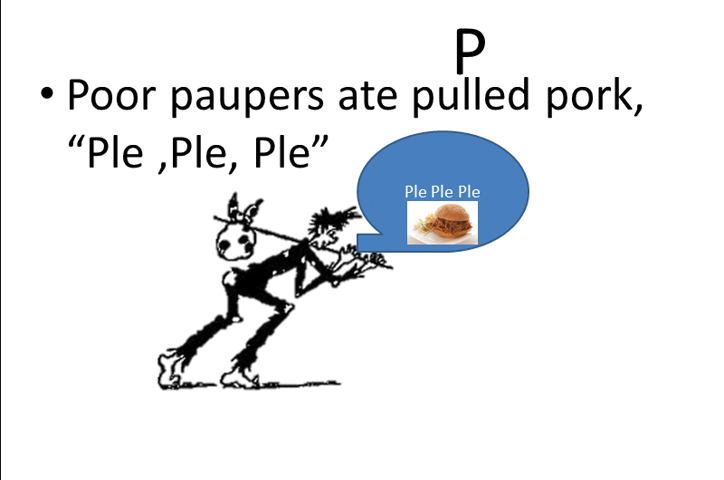 P
• Poor paupers ate pulled pork,
“Ple ,Ple, Ple”
Ple Ple Ple